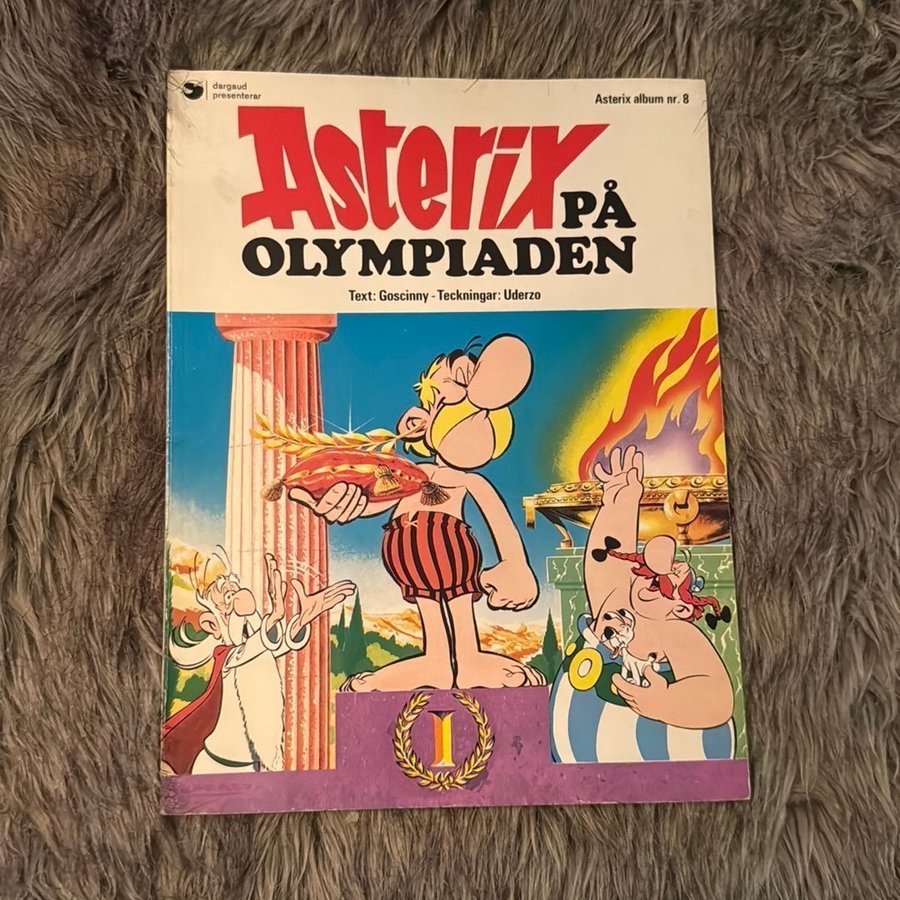 dargaud
presenterar
Asterix album nr. 8
Asterix PÅ
OLYMPIADEN
Text: Goscinny - Teckningar: Uderzo
I